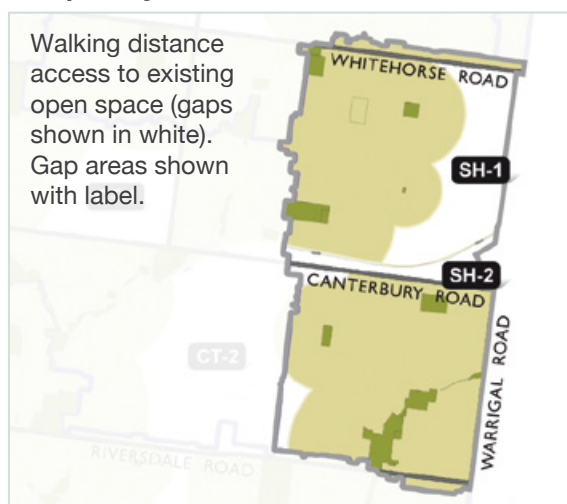 Walking distance
access to existing
open space (gaps
shown in white).
Gap areas shown
with label.
WHITEHORSE ROAD
SH-1
SH-2
CANTERBURY ROAD
WARRIGAL ROAD
GT-2
RIVERSDALE ROAD